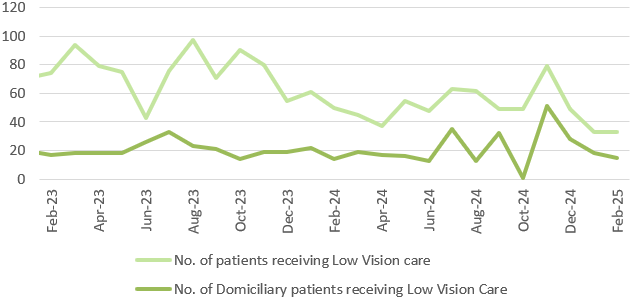 120
100
80
60
40
20
0
Feb-23 Apr-23 Jun-23 Aug-23 Oct-23 Dec-23 Feb-24 Apr-24 Jun-24 Aug-24 Oct-24 Dec-24 Feb-25
No. of patients receiving Low Vision care
No. of Domiciliary patients receiving Low Vision Care